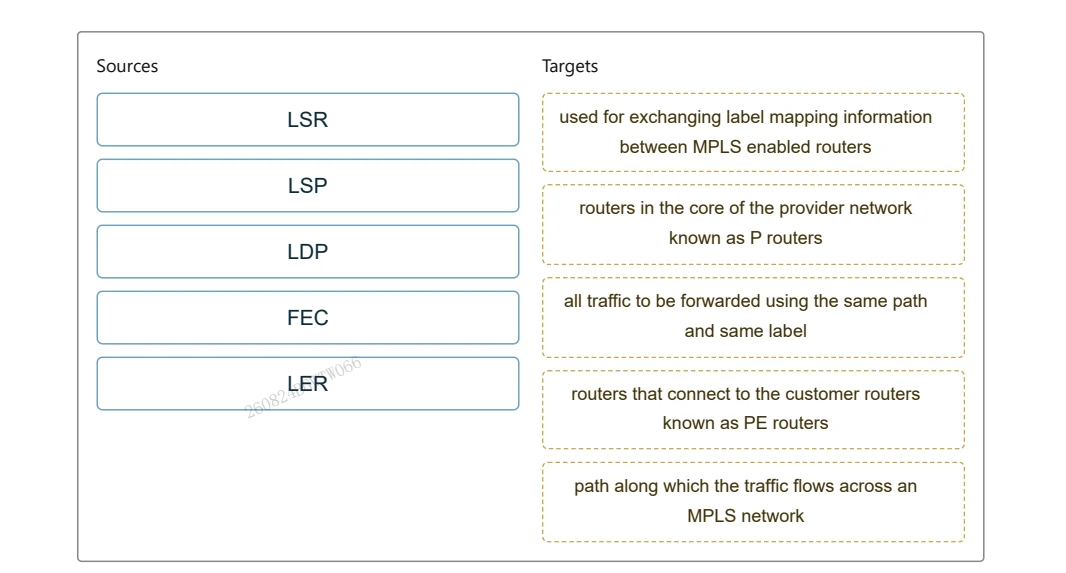 Sources
LSR
LSP
LDP
FEC
LER
Targets
used for exchanging label mapping information
between MPLS enabled routers
routers in the core of the provider network
known as P routers
all traffic to be forwarded using the same path
and same label
routers that connect to the customer routers
known as PE routers
path along which the traffic flows across an
MPLS network